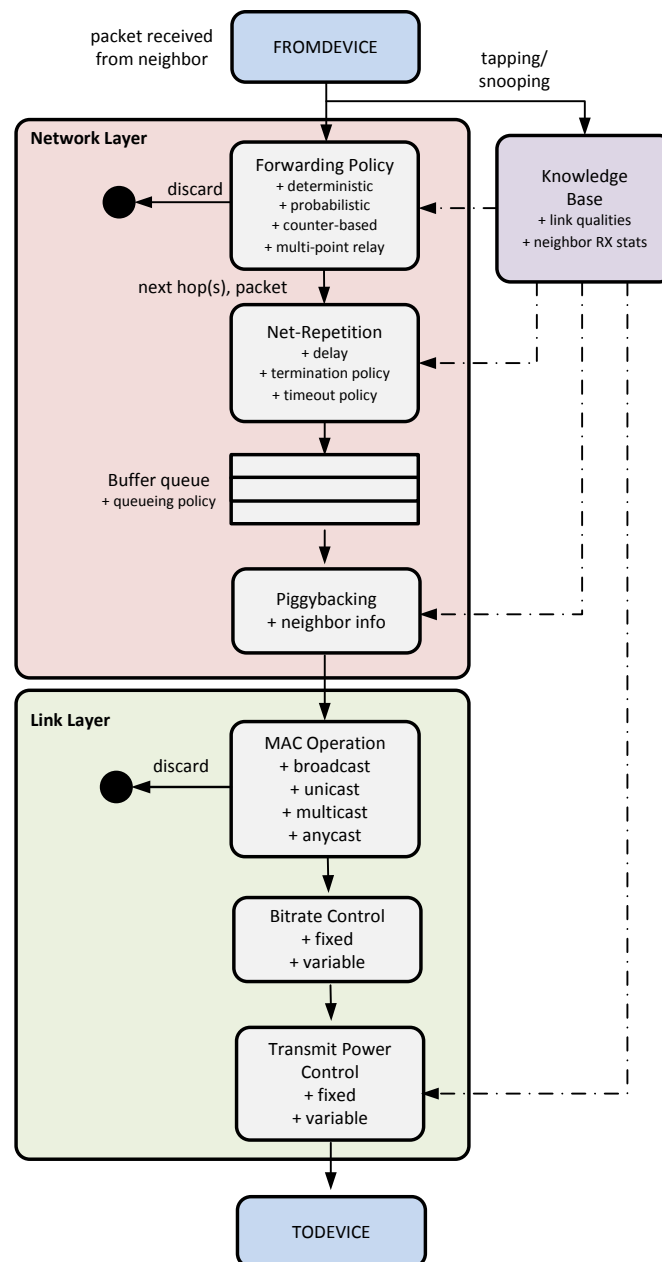 packet received
from neighbor
FROMDEVICE
tapping/
snooping
Network Layer
Forwarding Policy
+ deterministic
+ probabilistic
+ counter-based
+ multi-point relay
discard
Knowledge
Base
+ link qualities
+ neighbor RX stats
next hop(s), packet
Net-Repetition
+ delay
+ termination policy
+ timeout policy
Buffer queue
+ queueing policy
Piggybacking
+ neighbor info
Link Layer
MAC Operation
+ broadcast
+ unicast
+ multicast
+ anycast
discard
Bitrate Control
+ fixed
+ variable
Transmit Power
Control
+ fixed
+ variable
TODEVICE